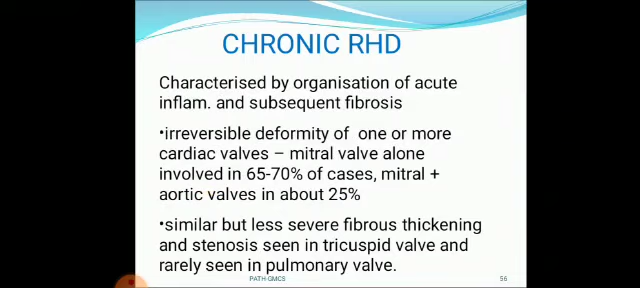 CHRONIC RHD
Characterised by organisation of acute
inflam. and subsequent fibrosis
•irreversible deformity of one or more
cardiac valves – mitral valve alone
involved in 65-70% of cases, mitral +
aortic valves in about 25%
•similar but less severe fibrous thickening
and stenosis seen in tricuspid valve and
rarely seen in pulmonary valve.
PATH-GMCS 56